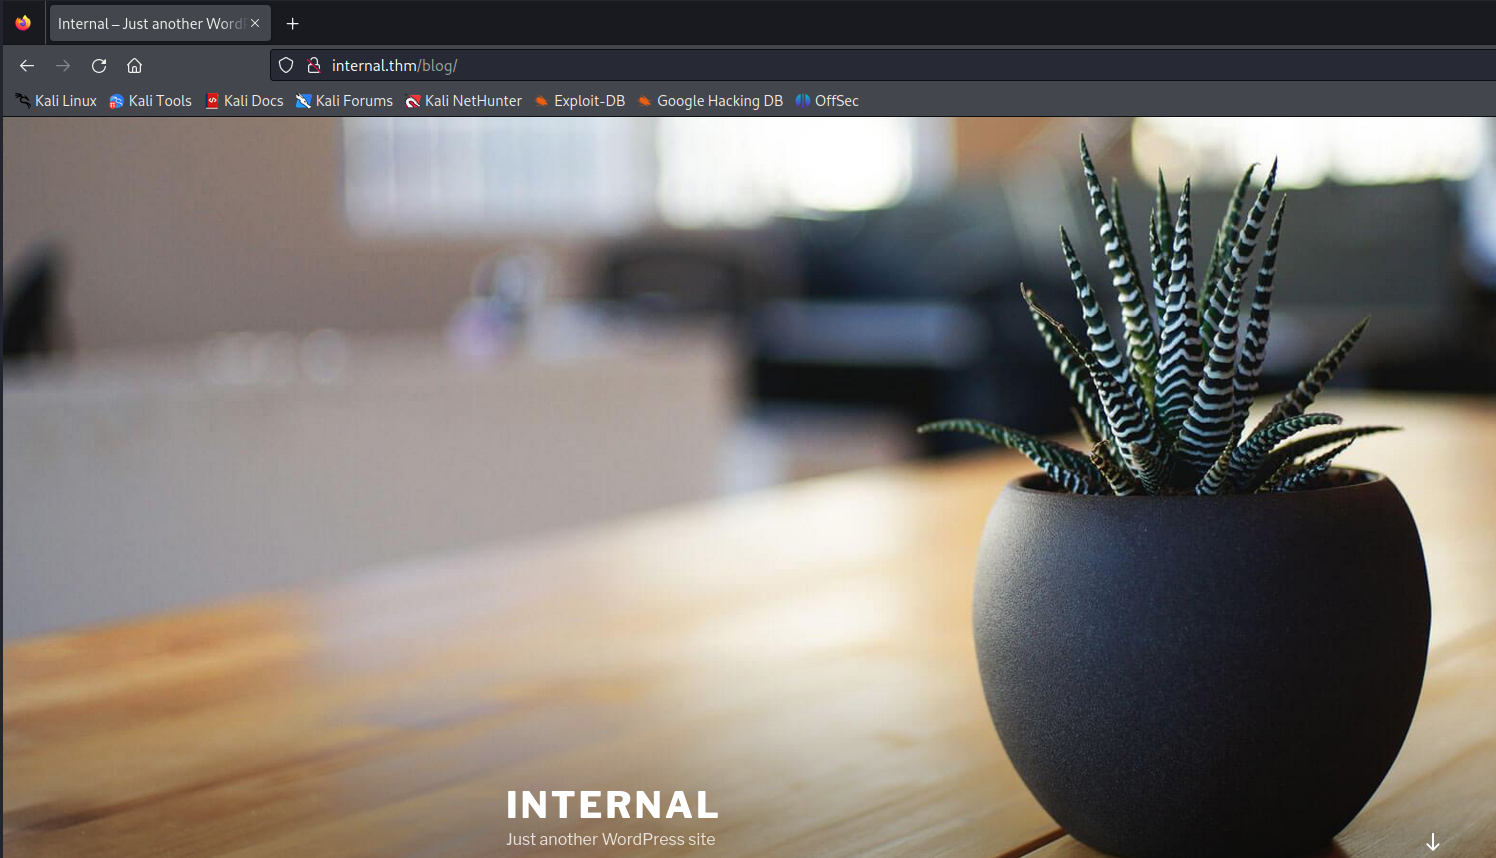 Internal – Just another Word
internal.thm/blog/
Kali Linux Kali Tools Kali Docs Kali Forums Kali NetHunter Exploit-DB Google Hacking DB OffSec
INTERNAL
Just another WordPress site